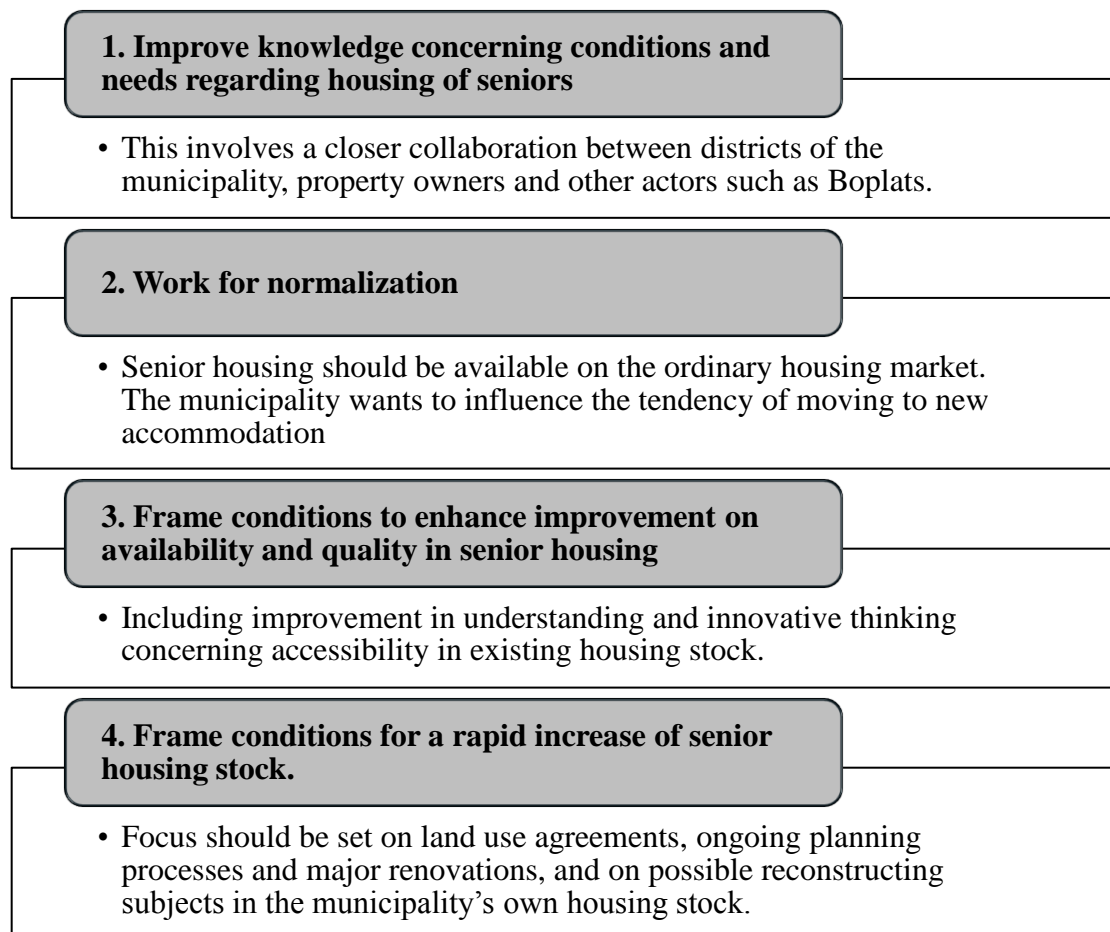 1. Improve knowledge concerning conditions and
needs regarding housing of seniors
• This involves a closer collaboration between districts of the
municipality, property owners and other actors such as Boplats.
2. Work for normalization
• Senior housing should be available on the ordinary housing market.
The municipality wants to influence the tendency of moving to new
accommodation
3. Frame conditions to enhance improvement on
availability and quality in senior housing
• Including improvement in understanding and innovative thinking
concerning accessibility in existing housing stock.
4. Frame conditions for a rapid increase of senior
housing stock.
• Focus should be set on land use agreements, ongoing planning
processes and major renovations, and on possible reconstructing
subjects in the municipality’s own housing stock.